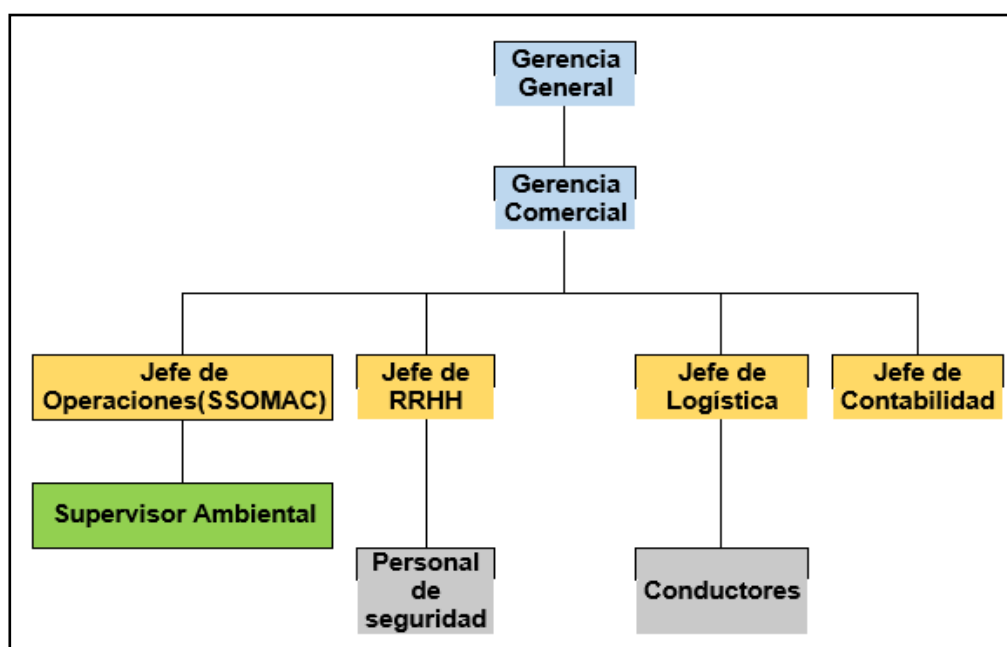 Gerencia
General
Gerencia
Comercial
Jefe de
Operaciones(SSOMAC)
Jefe de
RRHH
Jefe de
Logística
Jefe de
Contabilidad
Supervisor Ambiental
Personal
de
seguridad
Conductores